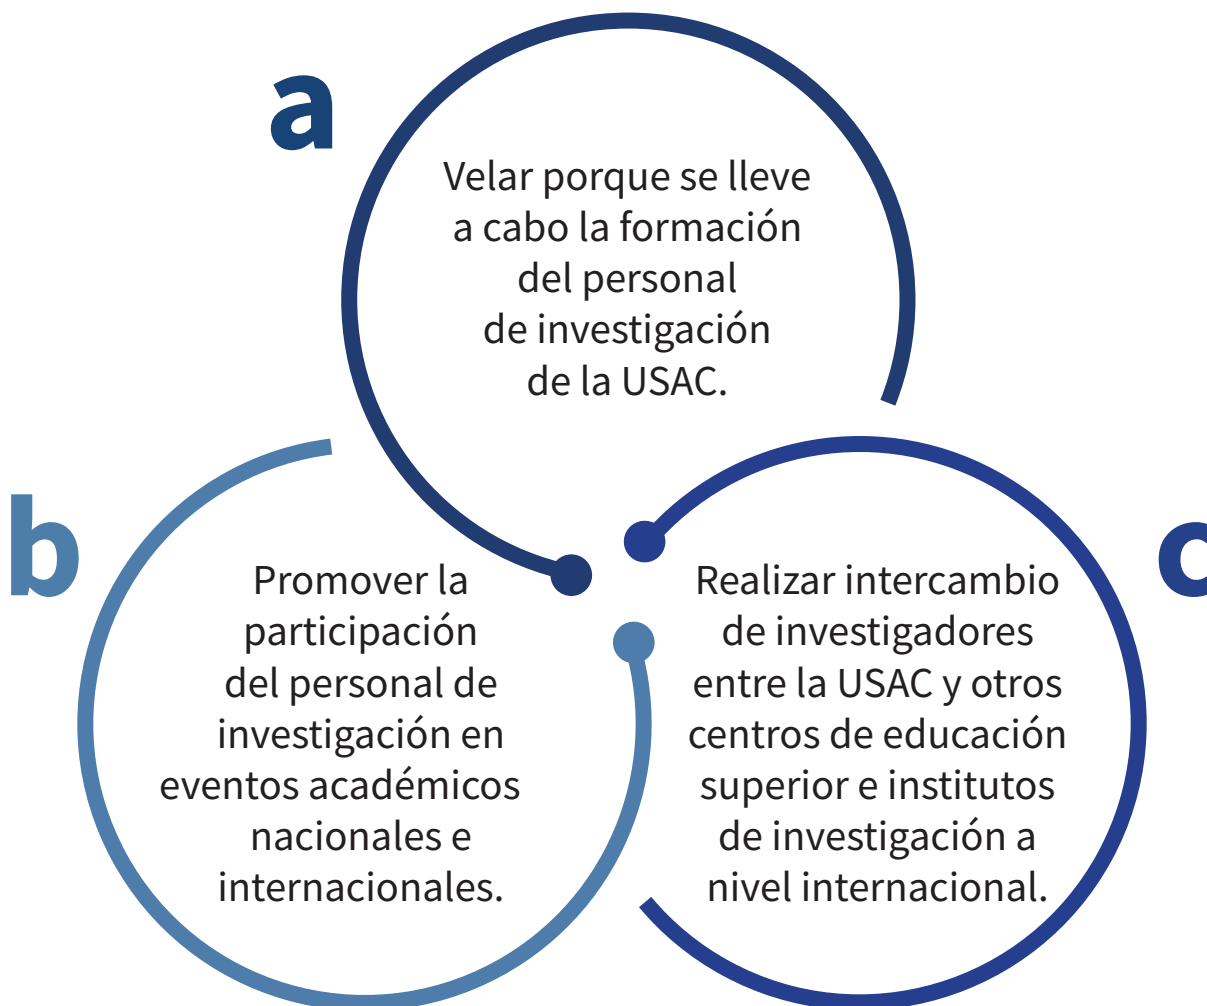 a
Velar porque se lleve
a cabo la formación
del personal
de investigación
de la USAC.
b
Promover la
participación
del personal de
investigación en
eventos académicos
nacionales e
internacionales.
c
Realizar intercambio
de investigadores
entre la USAC y otros
centros de educación
superior e institutos
de investigación a
nivel internacional.